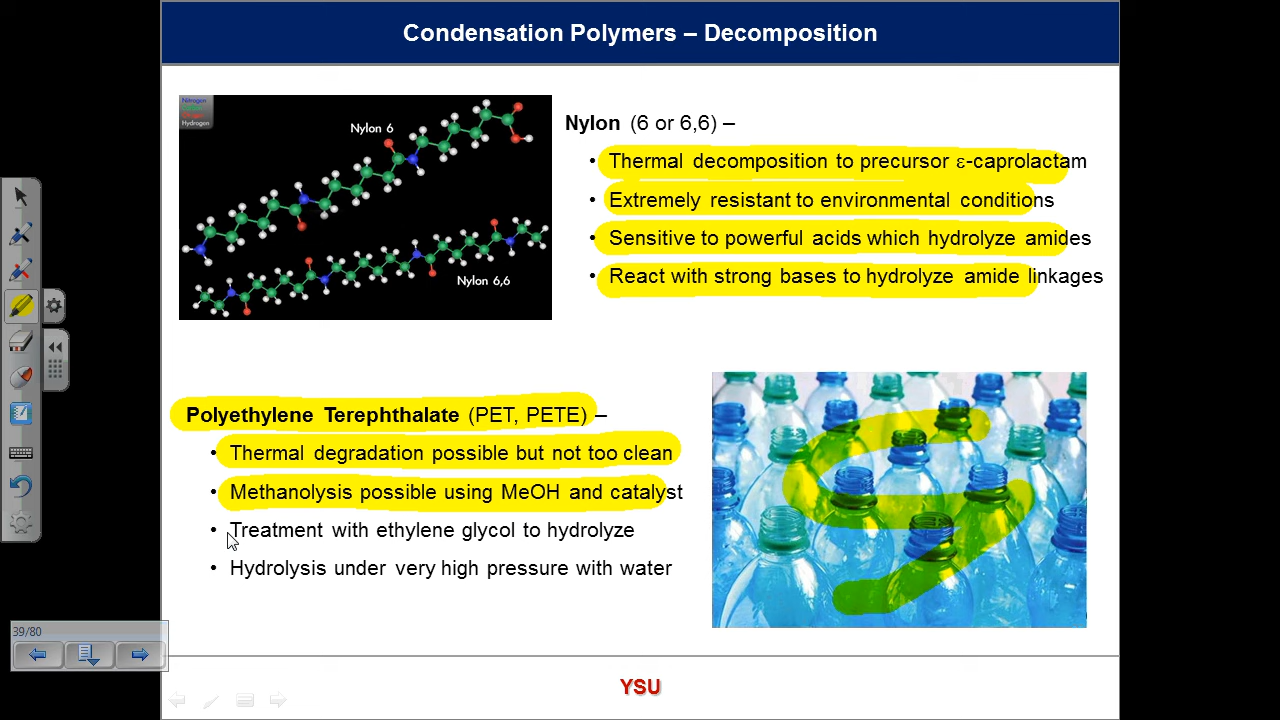 Condensation Polymers – Decomposition
Nitrogen
Hydrogen
Nylon 6
Nylon 6,6
Nylon (6 or 6,6) –
• Thermal decomposition to precursor ε-caprolactam
• Extremely resistant to environmental conditions
• Sensitive to powerful acids which hydrolyze amides
• React with strong bases to hydrolyze amide linkages
Polyethylene Terephthalate (PET, PETE) –
• Thermal degradation possible but not too clean
• Methanolysis possible using MeOH and catalyst
• Treatment with ethylene glycol to hydrolyze
• Hydrolysis under very high pressure with water
39/80
YSU